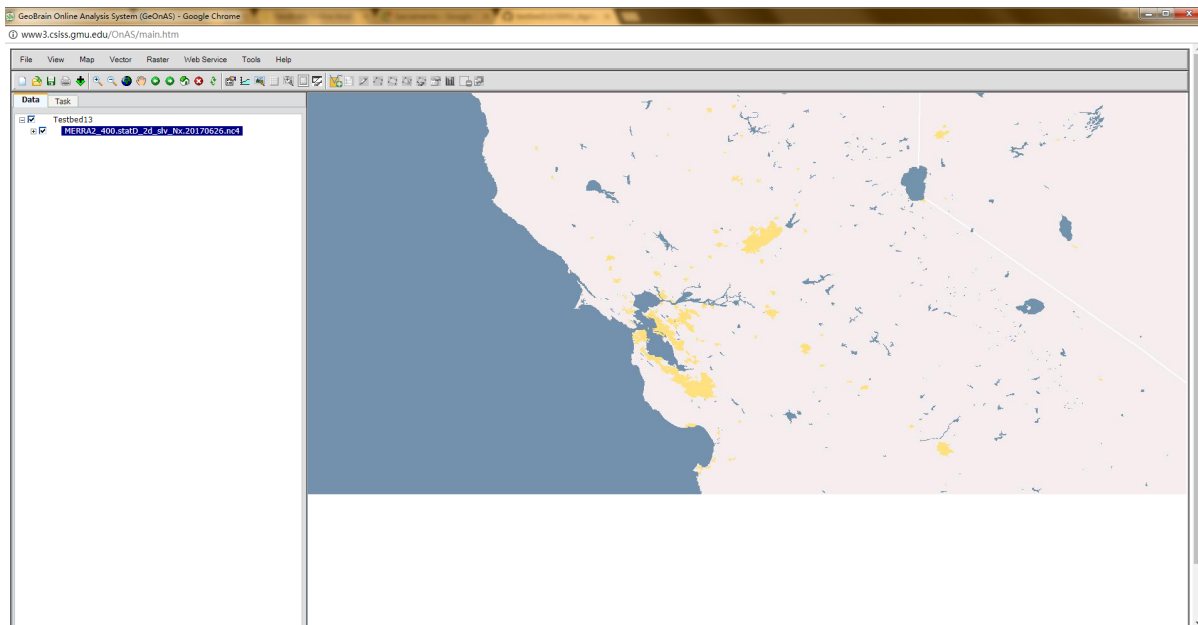 GeoBrain Online Analysis System (GeOnAS) - Google Chrome
www3.csiss.gmu.edu/OnAS/main.htm
File View Map Vector Raster Web Service Tools Help
Data Task
Testbed13
MERRA2_400.statD_2d_slv_Nx.20170626.nc4